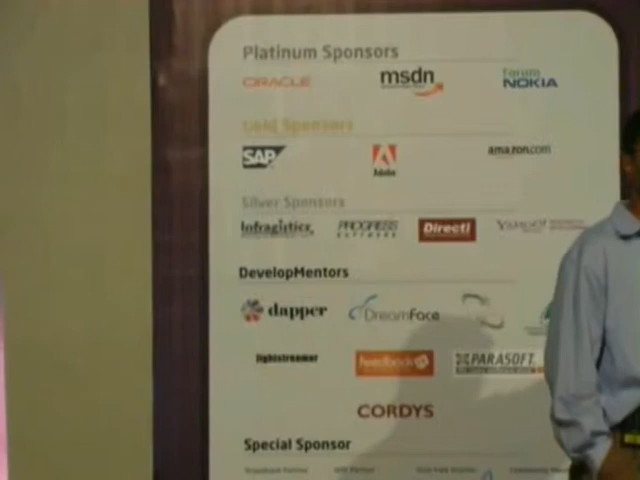 Platinum Sponsors
ORACLE msdn forum NOKIA
Gold Sponsors
SAP Adobe amazon.com
Silver Sponsors
Infragistics PROGRESS SOFTWARE Directi YAHOO!
DevelopMentors
dapper DreamFace
lightstreamer feedback PARASOFT
CORDYS
Special Sponsor